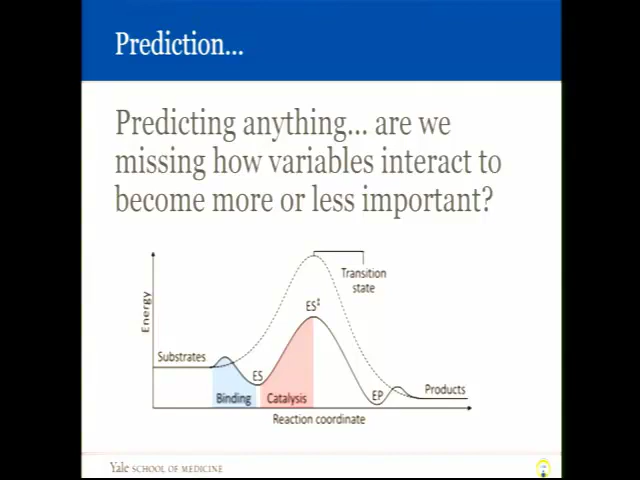 Prediction...
Predicting anything... are we
missing how variables interact to
become more or less important?
Energy
Transition
state
ES‡
Substrates
ES
EP
Products
Binding
Catalysis
Reaction coordinate
Yale SCHOOL OF MEDICINE